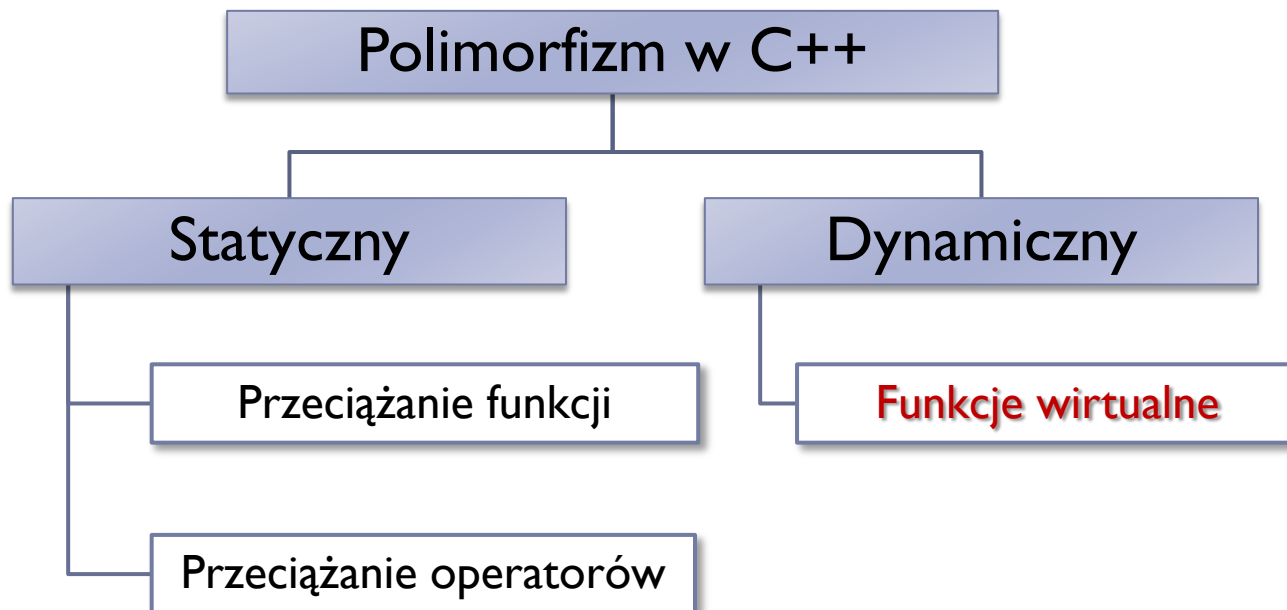 Polimorfizm w C++
Statyczny
Dynamiczny
Przeciążanie funkcji
Funkcje wirtualne
Przeciążanie operatorów